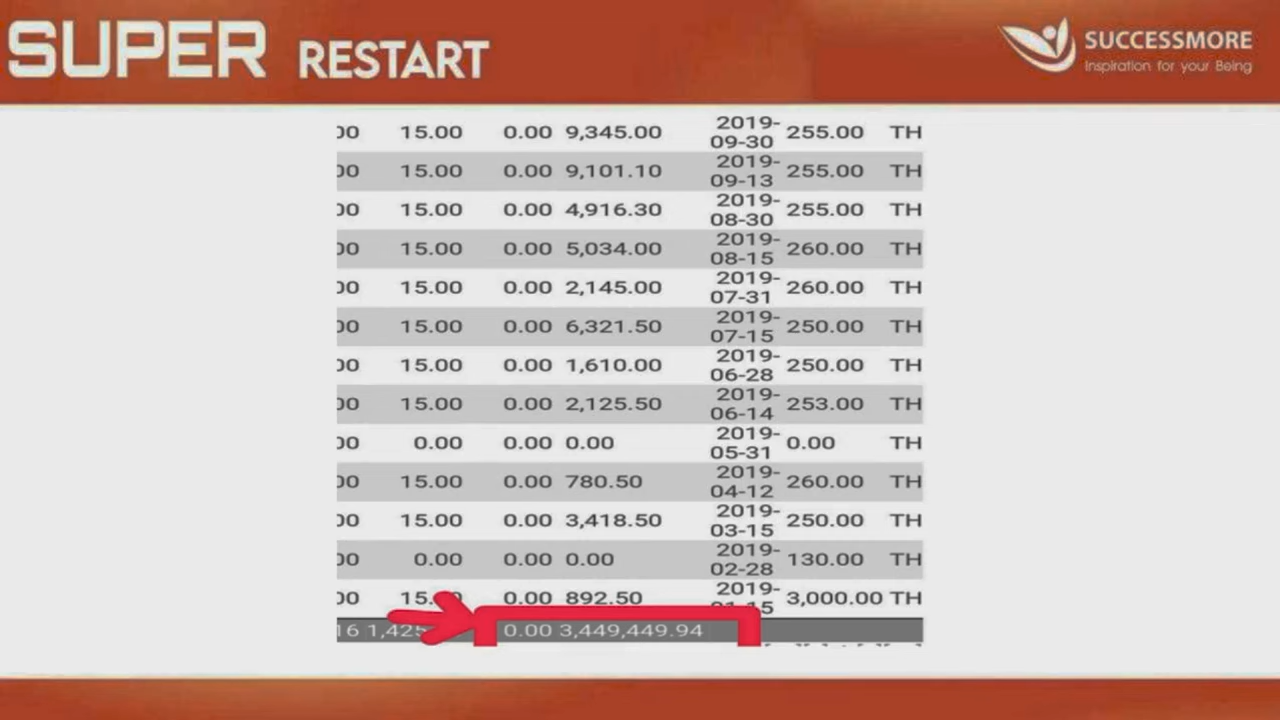 SUPER RESTART
SUCCESSMORE
Inspiration for your Being
00 15.00 0.00 9,345.00 2019-09-30 255.00 TH
00 15.00 0.00 9,101.10 2019-09-13 255.00 TH
00 15.00 0.00 4,916.30 2019-08-30 255.00 TH
00 15.00 0.00 5,034.00 2019-08-15 260.00 TH
00 15.00 0.00 2,145.00 2019-07-31 260.00 TH
00 15.00 0.00 6,321.50 2019-07-15 250.00 TH
00 15.00 0.00 1,610.00 2019-06-28 250.00 TH
00 15.00 0.00 2,125.50 2019-06-14 253.00 TH
00 0.00 0.00 0.00 2019-05-31 0.00 TH
00 15.00 0.00 780.50 2019-04-12 260.00 TH
00 15.00 0.00 3,418.50 2019-03-15 250.00 TH
00 0.00 0.00 0.00 2019-02-28 130.00 TH
00 15.00 0.00 892.50 2019-01-15 3,000.00 TH
16 1,425 0.00 3,449,449.94